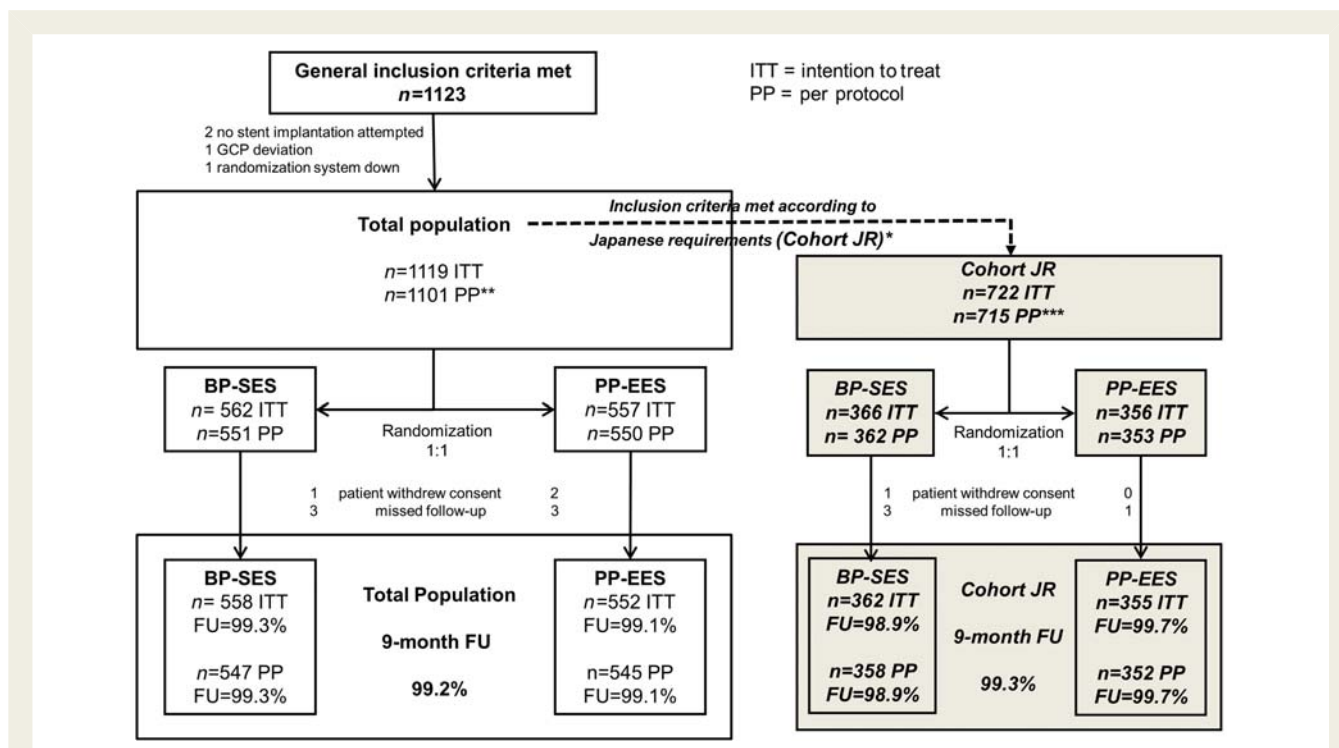 General inclusion criteria met
n=1123
ITT = intention to treat
PP = per protocol
2 no stent implantation attempted
1 GCP deviation
1 randomization system down
Total population
n=1119 ITT
n=1101 PP**
Inclusion criteria met according to
Japanese requirements (Cohort JR)*
Cohort JR
n=722 ITT
n=715 PP***
BP-SES
n= 562 ITT
n=551 PP
Randomization
1:1
PP-EES
n=557 ITT
n=550 PP
BP-SES
n=366 ITT
n= 362 PP
Randomization
1:1
PP-EES
n=356 ITT
n=353 PP
1 patient withdrew consent 2
3 missed follow-up 3
1 patient withdrew consent 0
3 missed follow-up 1
BP-SES
n= 558 ITT
FU=99.3%
n=547 PP
FU=99.3%
Total Population
9-month FU
99.2%
PP-EES
n=552 ITT
FU=99.1%
n=545 PP
FU=99.1%
BP-SES
n=362 ITT
FU=98.9%
n=358 PP
FU=98.9%
Cohort JR
9-month FU
99.3%
PP-EES
n=355 ITT
FU=99.7%
n=352 PP
FU=99.7%